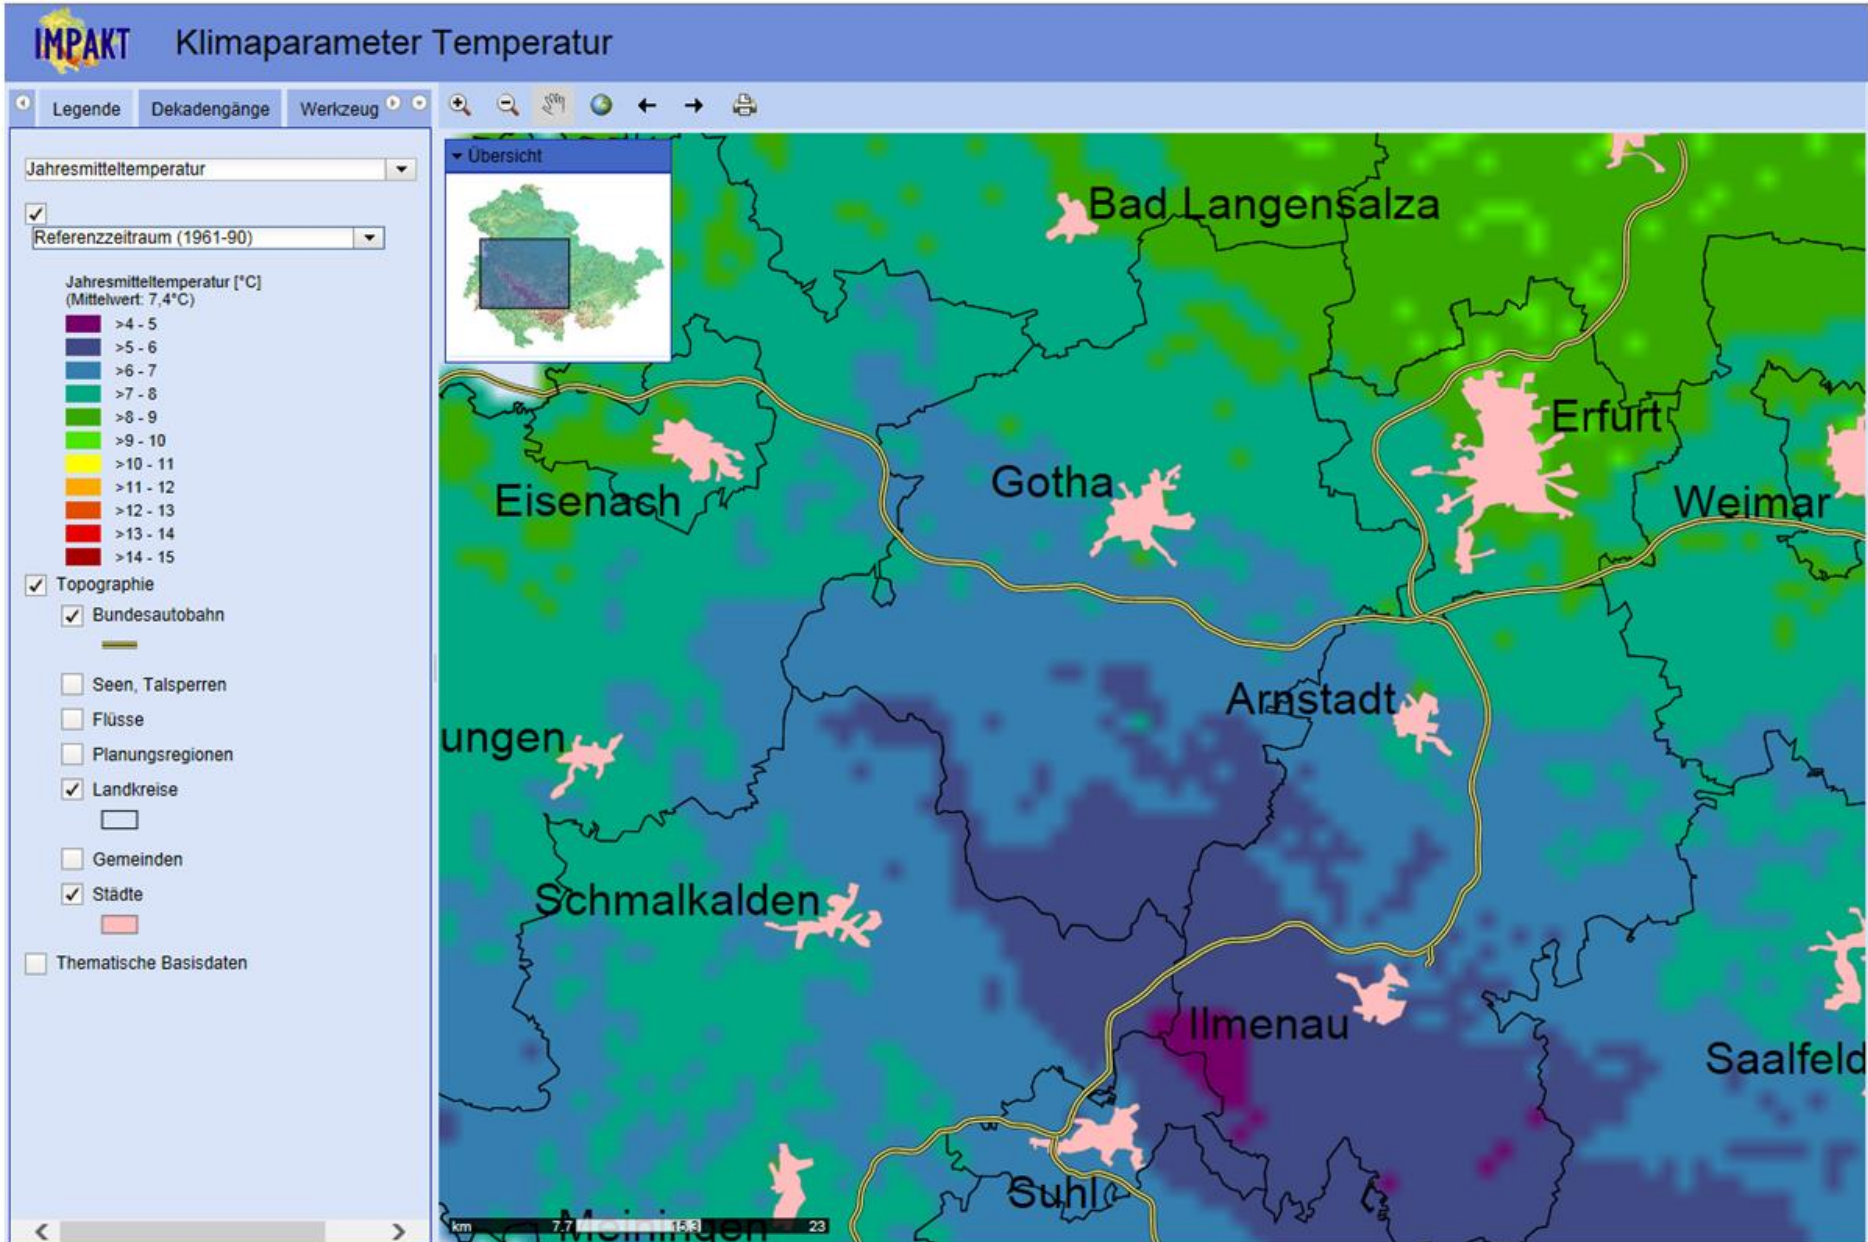 IMPAKT
Klimaparameter Temperatur
Legende
Dekadengänge
Werkzeug
Jahresmitteltemperatur
Referenzzeitraum (1961-90)
Jahresmitteltemperatur [°C]
(Mittelwert: 7,4°C)
>4 - 5
>5 - 6
>6 - 7
>7 - 8
>8 - 9
>9 - 10
>10 - 11
>11 - 12
>12 - 13
>13 - 14
>14 - 15
Topographie
Bundesautobahn
Seen, Talsperren
Flüsse
Planungsregionen
Landkreise
Gemeinden
Städte
Thematische Basisdaten
Übersicht
Bad Langensalza
Erfurt
Gotha
Eisenach
Weimar
Arnstadt
ungen
Schmalkalden
Ilmenau
Saalfeld
Suhl
Meiningen
km 7.7 15.3 23